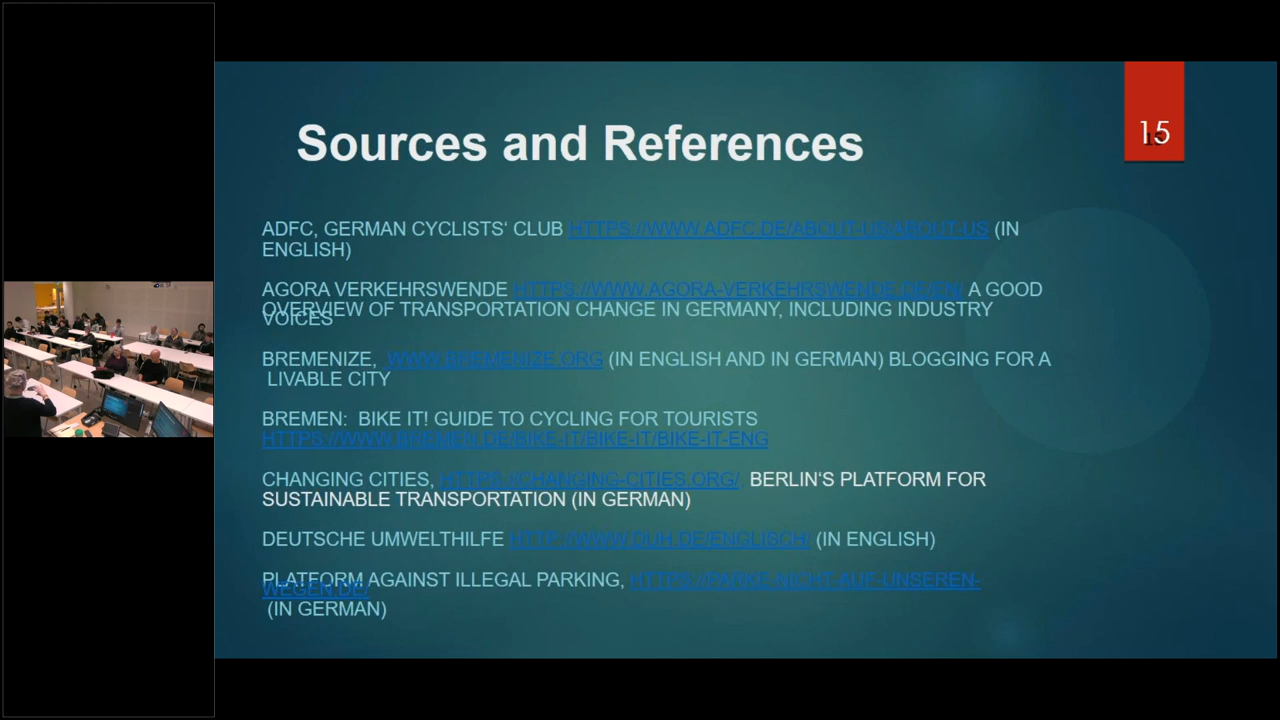 Sources and References
15
ADFC, GERMAN CYCLISTS‘ CLUB HTTPS://WWW.ADFC.DE/ABOUT-US/ABOUT-US (IN
ENGLISH)
AGORA VERKEHRSWENDE HTTPS://WWW.AGORA-VERKEHRSWENDE.DE/EN/ A GOOD
OVERVIEW OF TRANSPORTATION CHANGE IN GERMANY, INCLUDING INDUSTRY
VOICES
BREMENIZE, WWW.BREMENIZE.ORG (IN ENGLISH AND IN GERMAN) BLOGGING FOR A
LIVABLE CITY
BREMEN: BIKE IT! GUIDE TO CYCLING FOR TOURISTS
HTTPS://WWW.BREMEN.DE/BIKE-IT/BIKE-IT/BIKE-IT-ENG
CHANGING CITIES, HTTPS://CHANGING-CITIES.ORG/ BERLIN‘S PLATFORM FOR
SUSTAINABLE TRANSPORTATION (IN GERMAN)
DEUTSCHE UMWELTHILFE HTTP://WWW.DUH.DE/ENGLISCH/ (IN ENGLISH)
PLATFORM AGAINST ILLEGAL PARKING, HTTPS://PARKE-NICHT-AUF-UNSEREN-
WEGEN.DE/
(IN GERMAN)